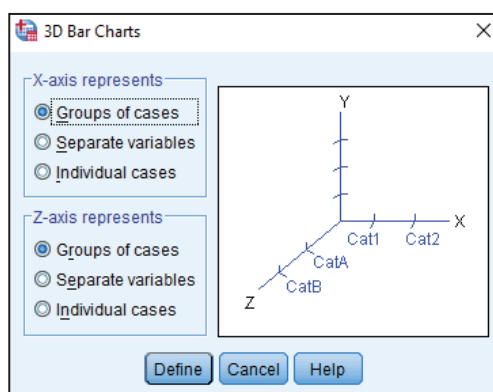 3D Bar Charts
X-axis represents
Groups of cases
Separate variables
Individual cases
Z-axis represents
Groups of cases
Separate variables
Individual cases
Y
X
Cat1 Cat2
CatA
CatB
Z
Define Cancel Help